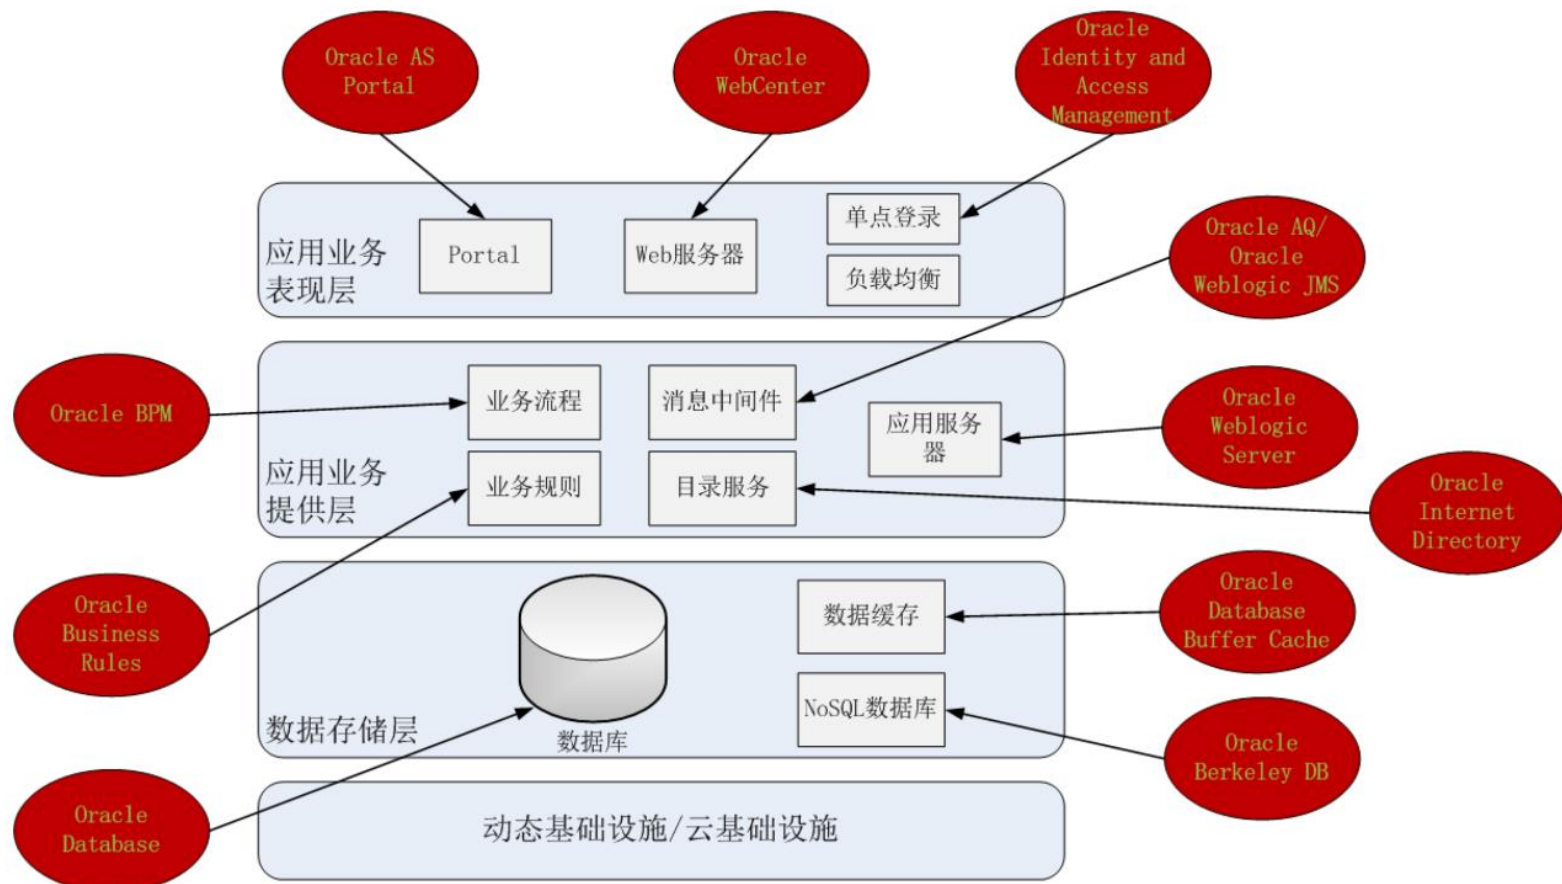 Oracle AS
Portal
Oracle
WebCenter
Oracle
Identity and
Access
Management
应用业务
表现层
Portal
Web服务器
单点登录
负载均衡
Oracle AQ/
Oracle
Weblogic JMS
Oracle BPM
应用业务
提供层
业务流程
消息中间件
应用服务
器
业务规则
目录服务
Oracle
Weblogic
Server
Oracle
Internet
Directory
Oracle
Business
Rules
数据存储层
数据库
数据缓存
NoSQL数据库
Oracle
Database
Buffer Cache
Oracle
Berkeley DB
Oracle
Database
动态基础设施/云基础设施